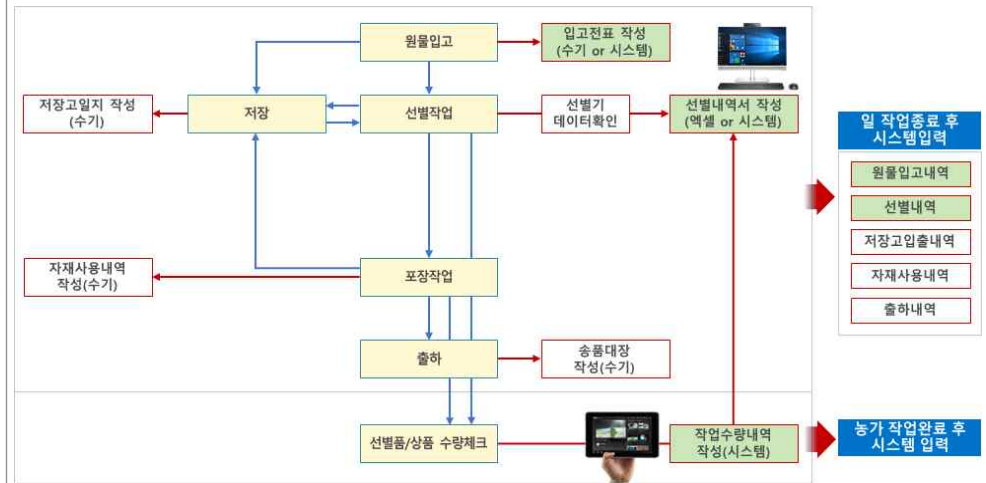 원물입고
입고전표 작성
(수기 or 시스템)
저장고일지 작성
(수기)
저장
선별작업
선별기
데이터확인
선별내역서 작성
(엑셀 or 시스템)
일 작업종료 후
시스템입력
원물입고내역
선별내역
저장고입출내역
자재사용내역
출하내역
자재사용내역
작성(수기)
포장작업
출하
송품대장
작성(수기)
선별품/상품 수량체크
작업수량내역
작성(시스템)
농가 작업완료 후
시스템 입력